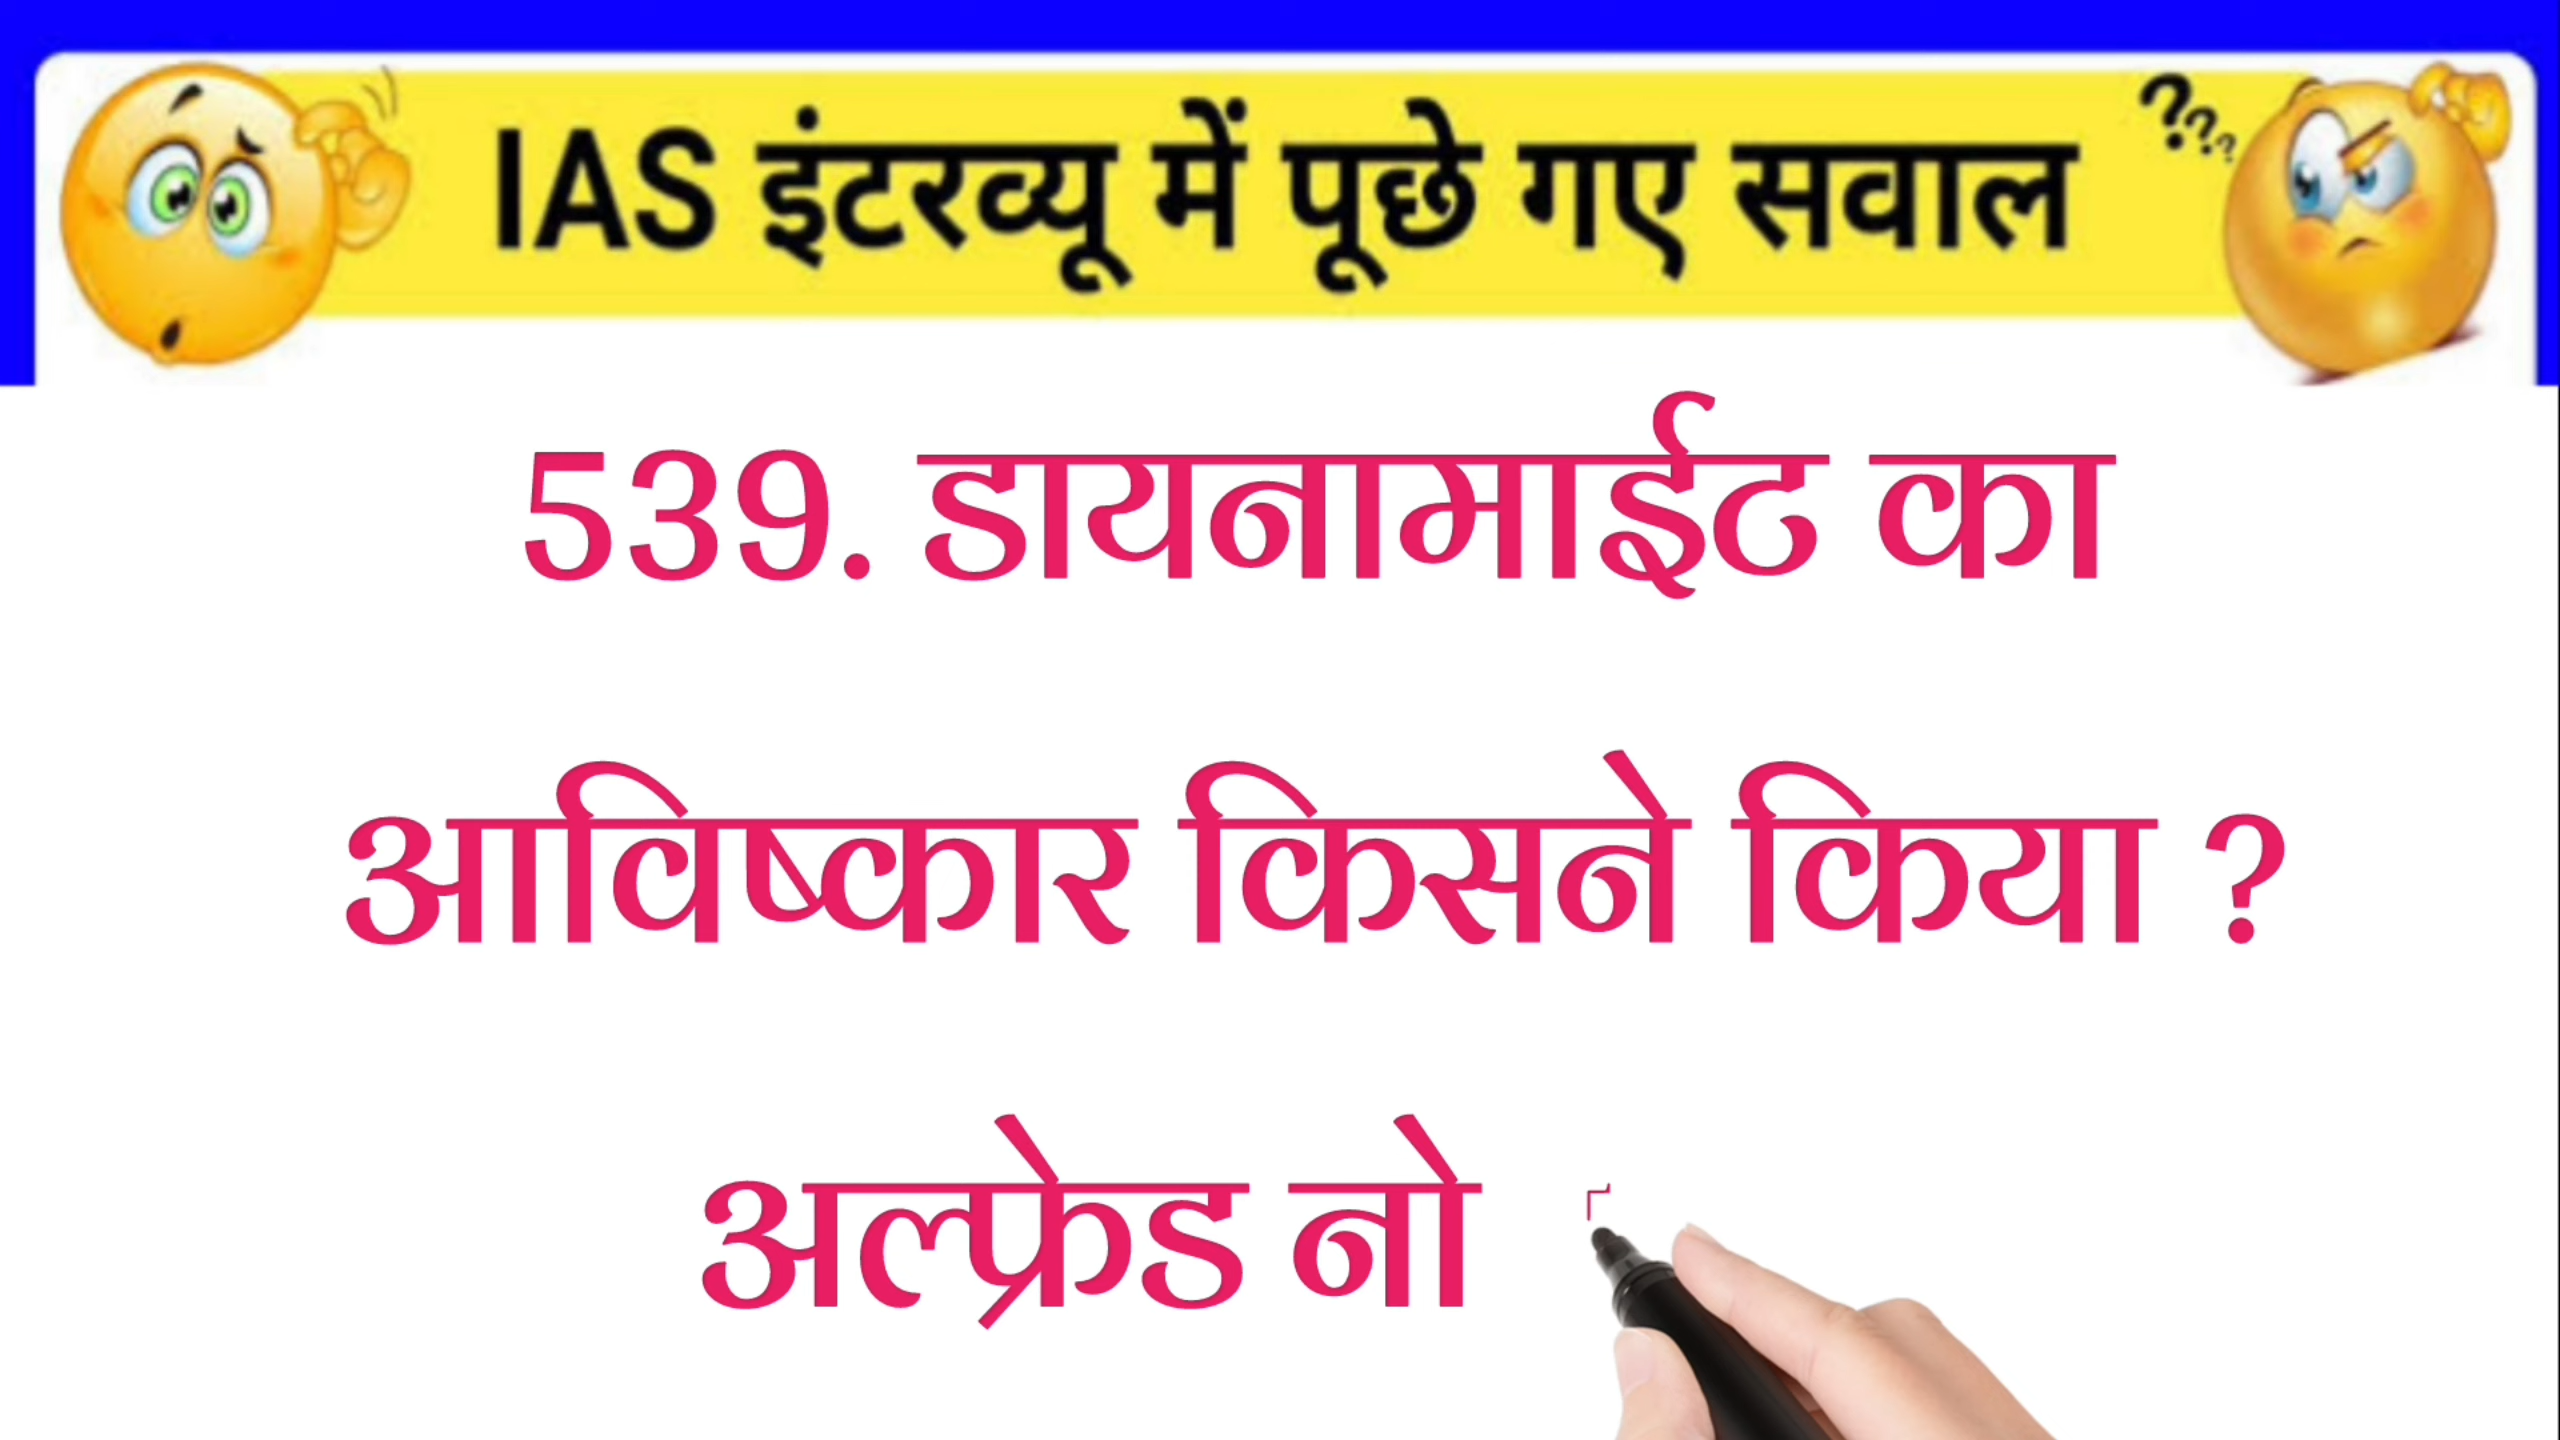 IAS इंटरव्यू में पूछे गए सवाल
???
539. डायनामाईट का
आविष्कार किसने किया ?
अल्फ्रेड नो